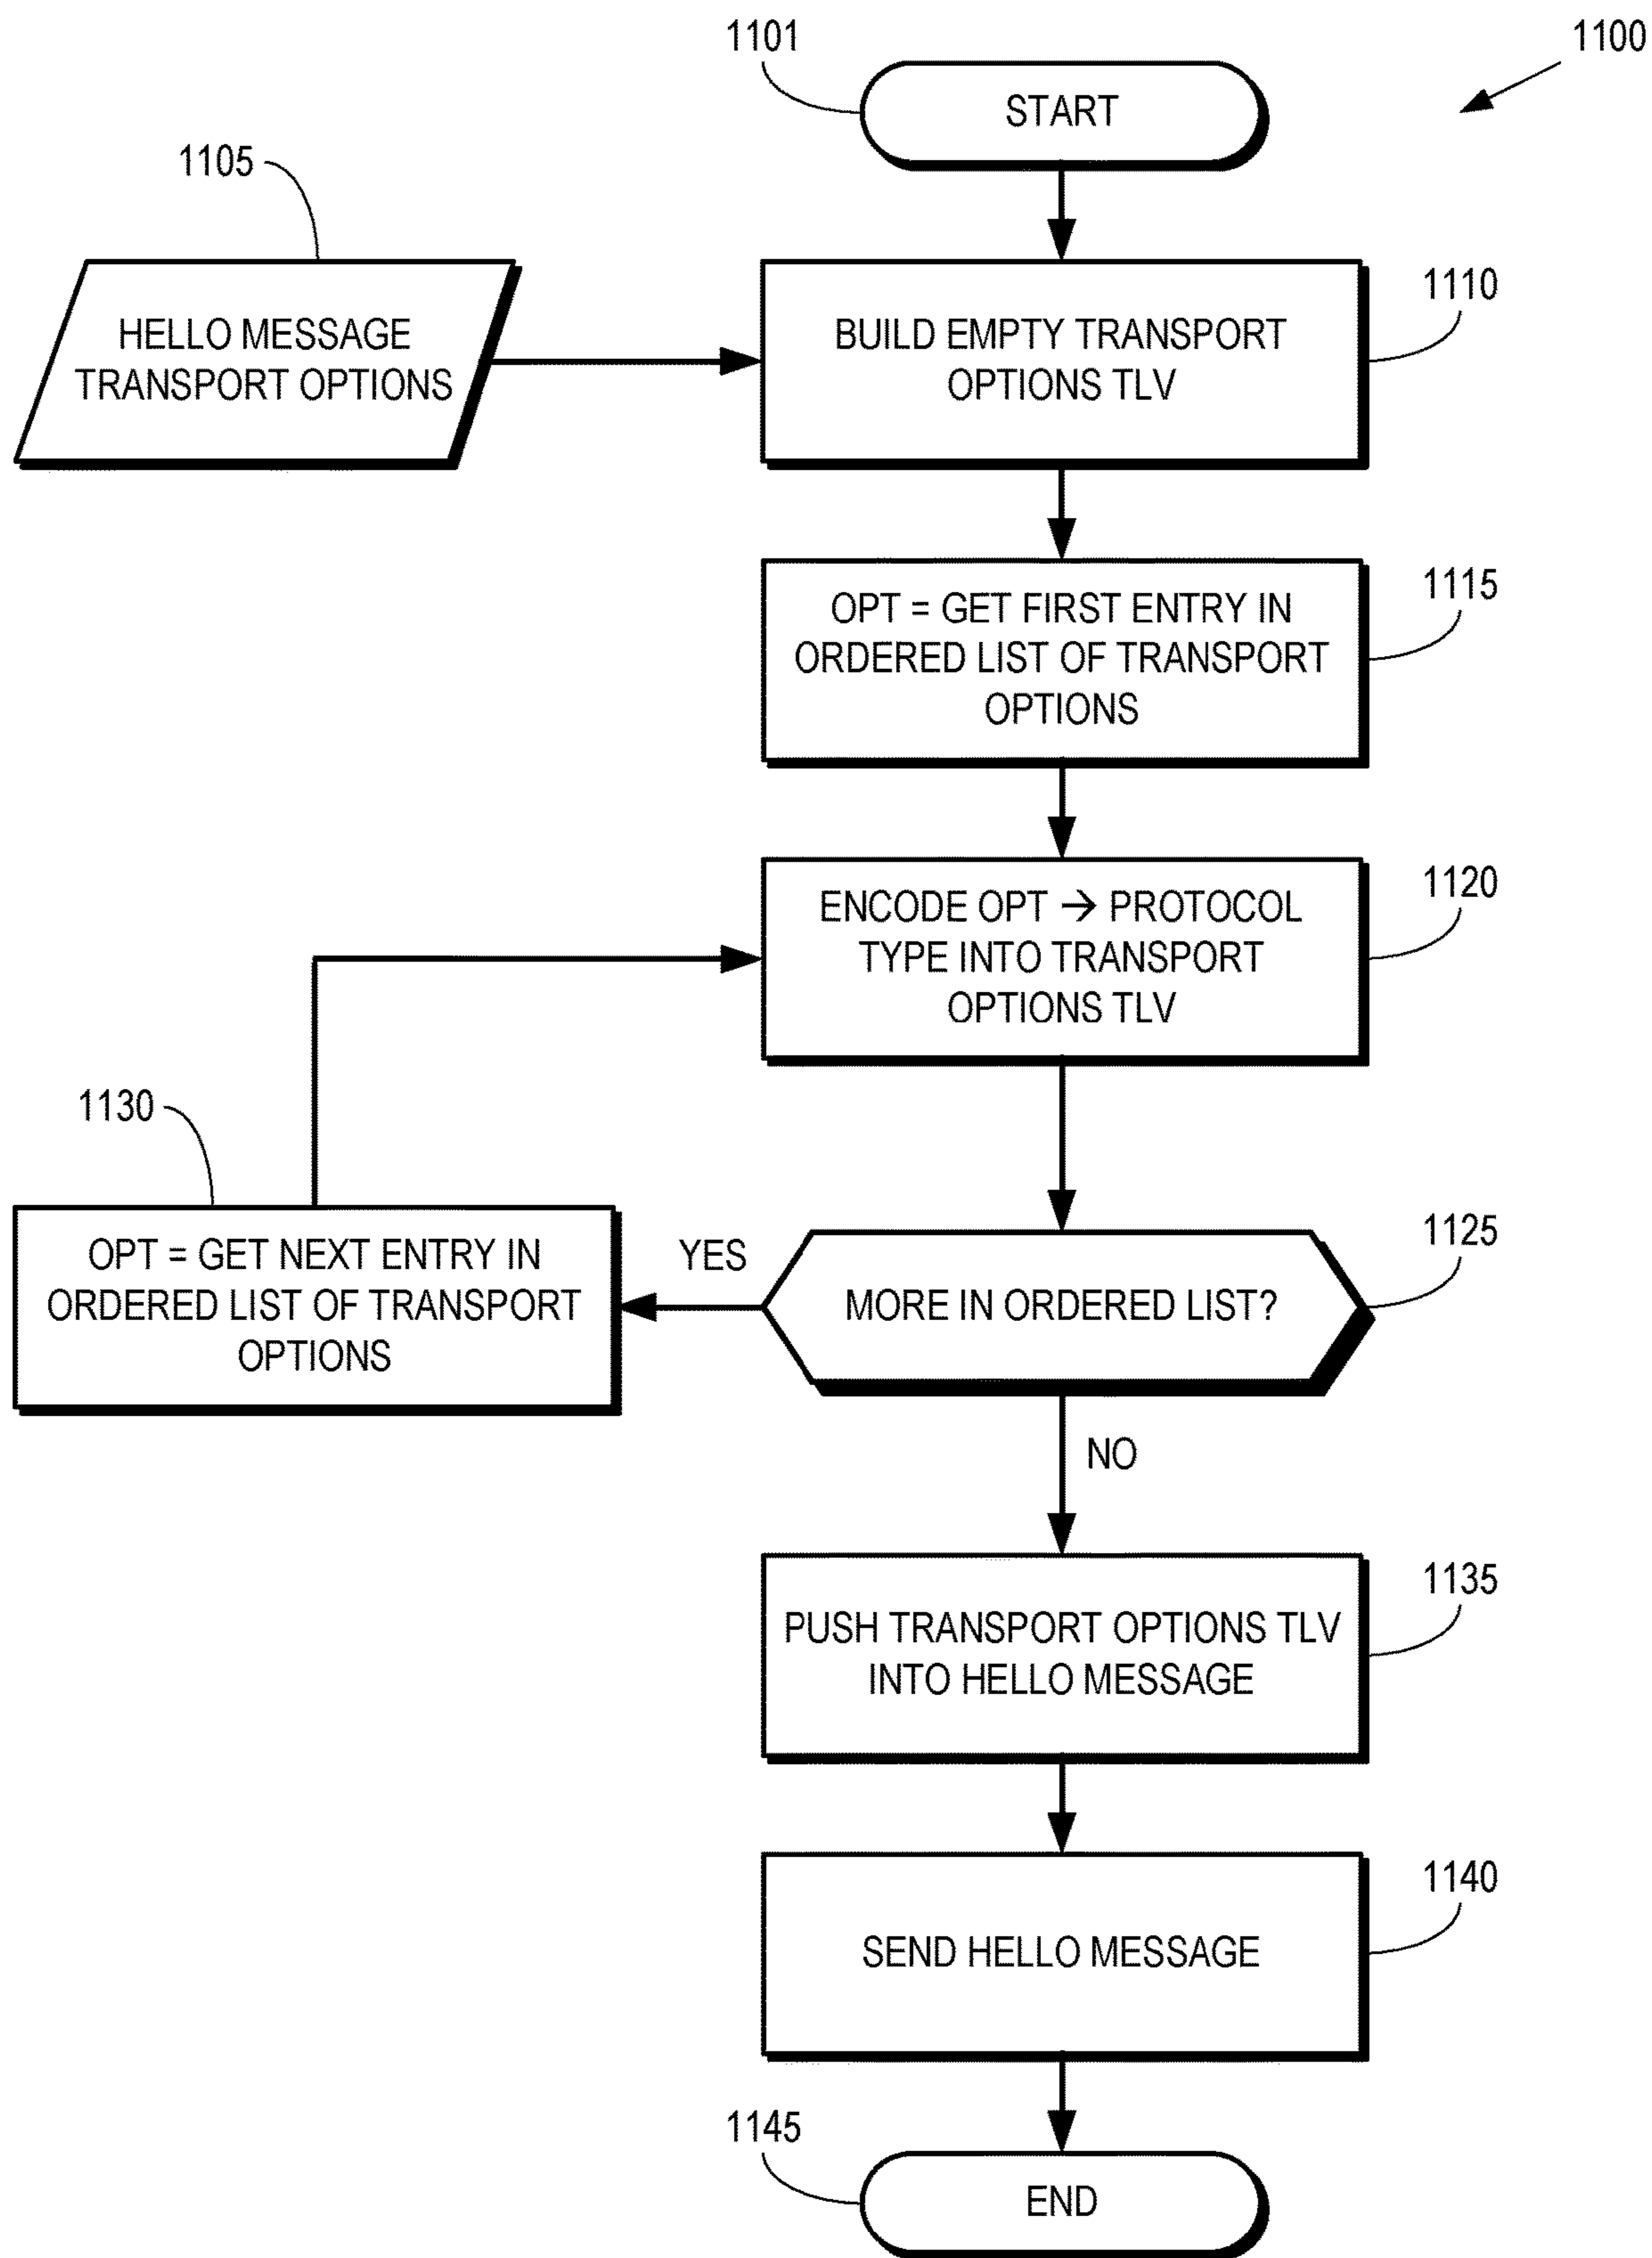 1101
1100
START
1105
HELLO MESSAGE
TRANSPORT OPTIONS
1110
BUILD EMPTY TRANSPORT
OPTIONS TLV
1115
OPT = GET FIRST ENTRY IN
ORDERED LIST OF TRANSPORT
OPTIONS
1120
ENCODE OPT → PROTOCOL
TYPE INTO TRANSPORT
OPTIONS TLV
1130
OPT = GET NEXT ENTRY IN
ORDERED LIST OF TRANSPORT
OPTIONS
YES
1125
MORE IN ORDERED LIST?
NO
1135
PUSH TRANSPORT OPTIONS TLV
INTO HELLO MESSAGE
1140
SEND HELLO MESSAGE
1145
END